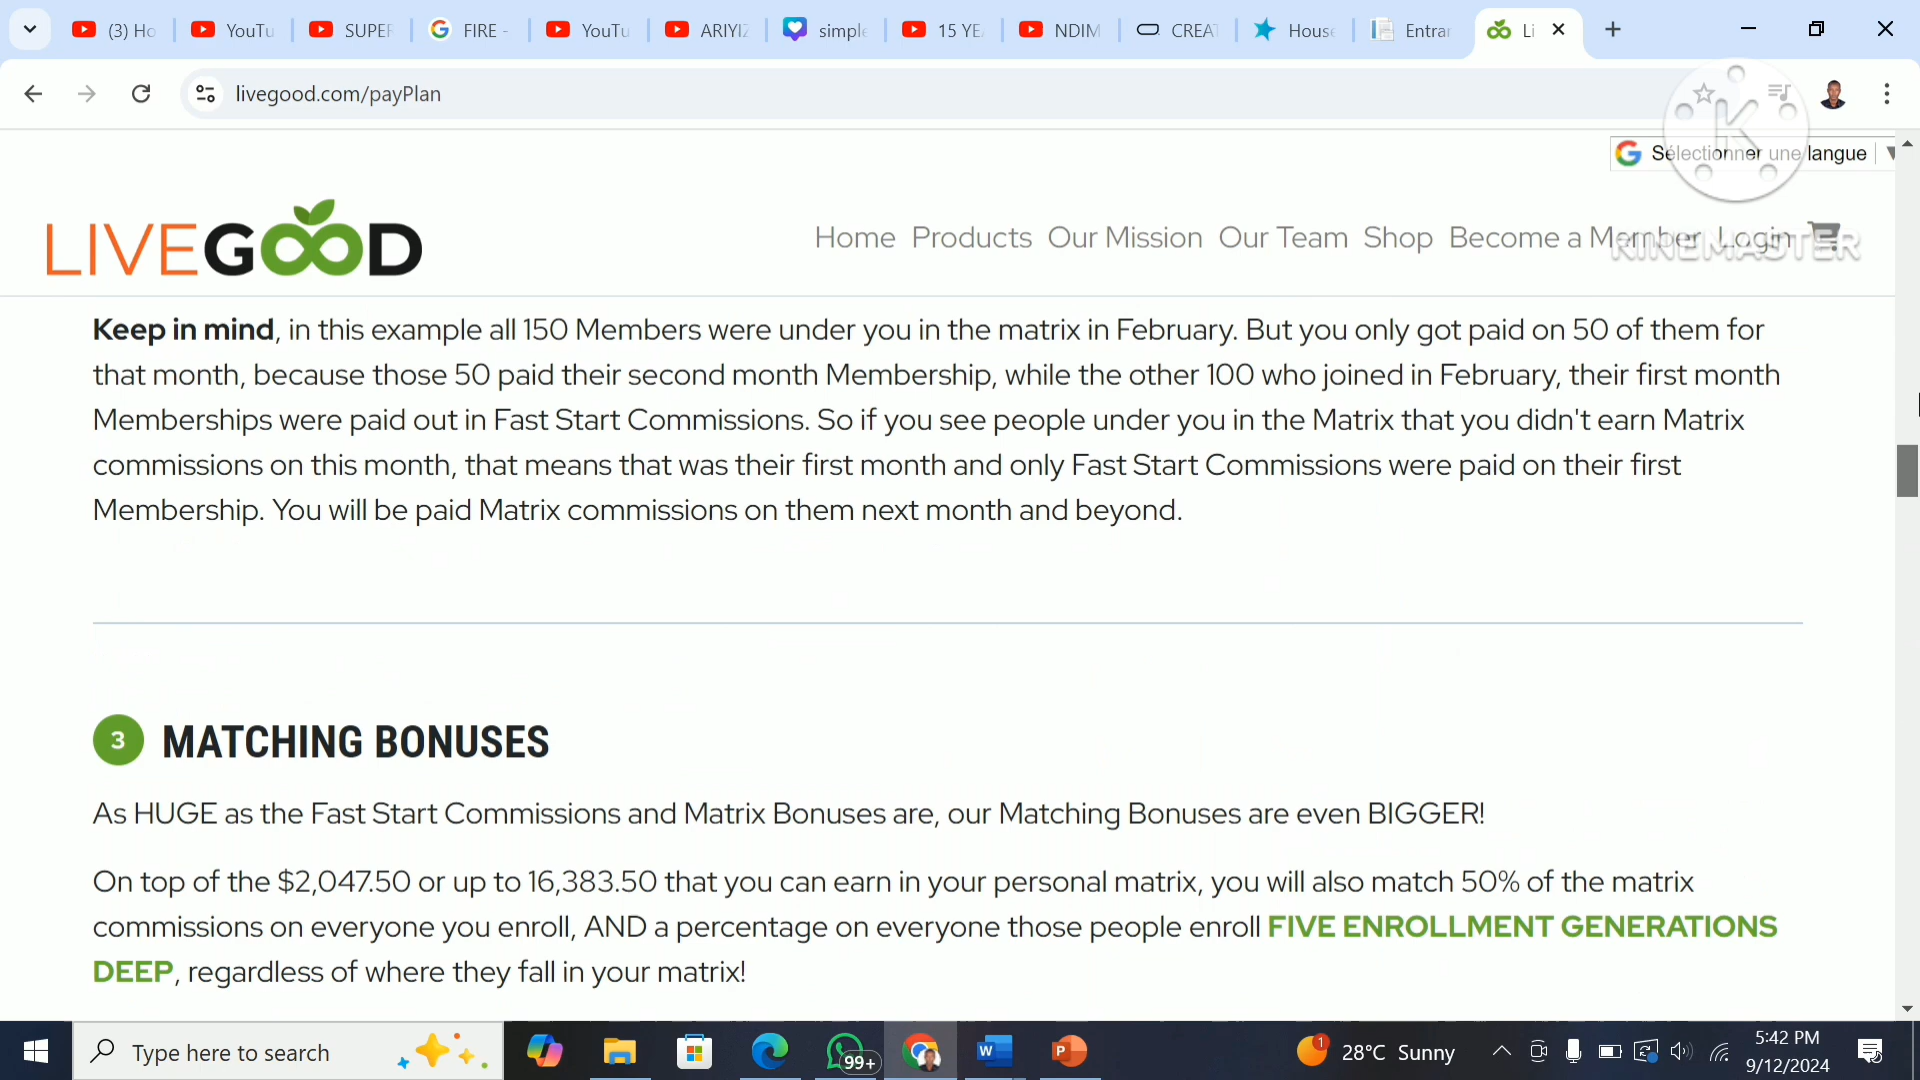 (3) Ho
YouTu
SUPER
FIRE -
YouTu
ARIYIZ
simple
15 YE
NDIM
CREAT
House
Entrar
Li
livegood.com/payPlan
Sélectionner une langue
LIVEGOOD
Home Products Our Mission Our Team Shop Become a Member Login
KINEMASTER
Keep in mind, in this example all 150 Members were under you in the matrix in February. But you only got paid on 50 of them for
that month, because those 50 paid their second month Membership, while the other 100 who joined in February, their first month
Memberships were paid out in Fast Start Commissions. So if you see people under you in the Matrix that you didn't earn Matrix
commissions on this month, that means that was their first month and only Fast Start Commissions were paid on their first
Membership. You will be paid Matrix commissions on them next month and beyond.
3 MATCHING BONUSES
As HUGE as the Fast Start Commissions and Matrix Bonuses are, our Matching Bonuses are even BIGGER!
On top of the $2,047.50 or up to 16,383.50 that you can earn in your personal matrix, you will also match 50% of the matrix
commissions on everyone you enroll, AND a percentage on everyone those people enroll FIVE ENROLLMENT GENERATIONS
DEEP, regardless of where they fall in your matrix!
Type here to search
99+
1
28°C Sunny
5:42 PM
9/12/2024